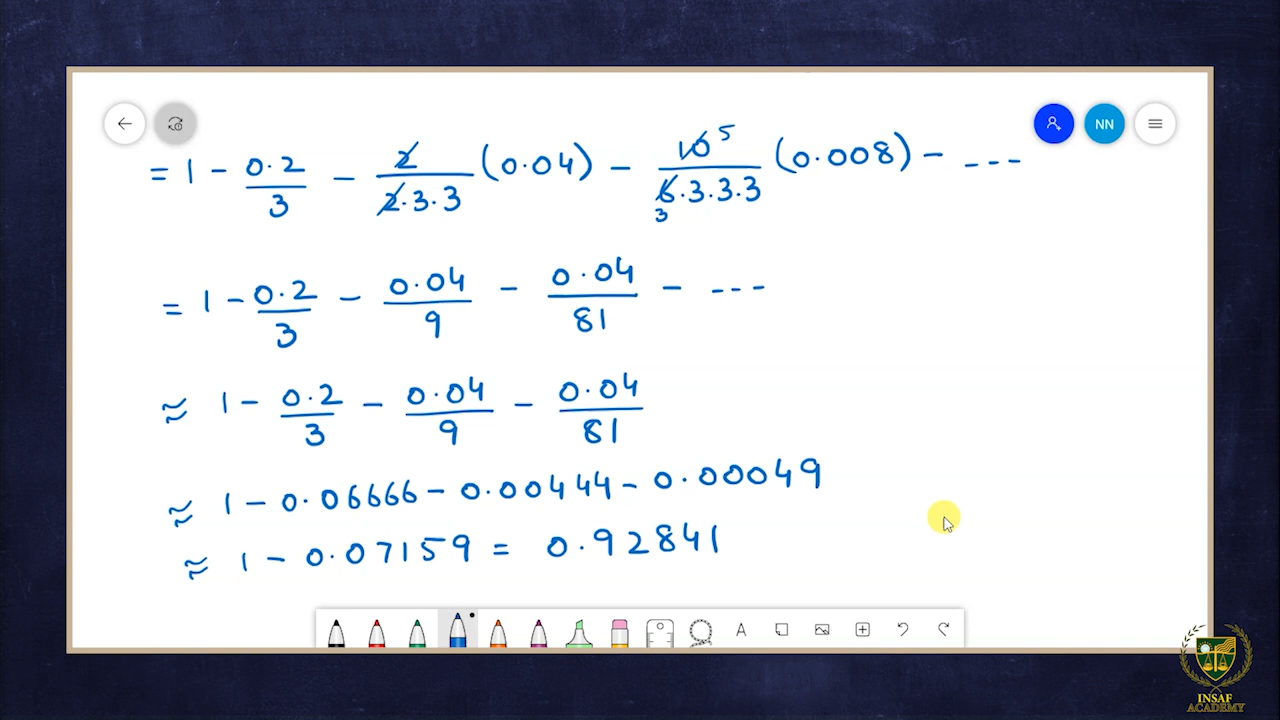 NN
= 1 - 0.2/3 - 2/2.3.3 (0.04) - 10 5/6.3.3.3 3 (0.008) - ---
= 1 - 0.2/3 - 0.04/9 - 0.04/81 - ---
≈ 1 - 0.2/3 - 0.04/9 - 0.04/81
≈ 1 - 0.06666 - 0.00444 - 0.00049
≈ 1 - 0.07159 = 0.92841
A
INSAF
ACADEMY